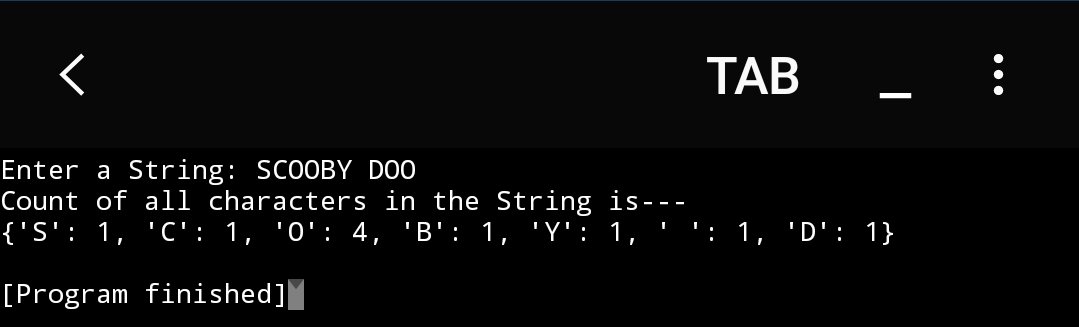 TAB _
Enter a String: SCOOBY DOO
Count of all characters in the String is---
{'S': 1, 'C': 1, 'O': 4, 'B': 1, 'Y': 1, ' ': 1, 'D': 1}
[Program finished]